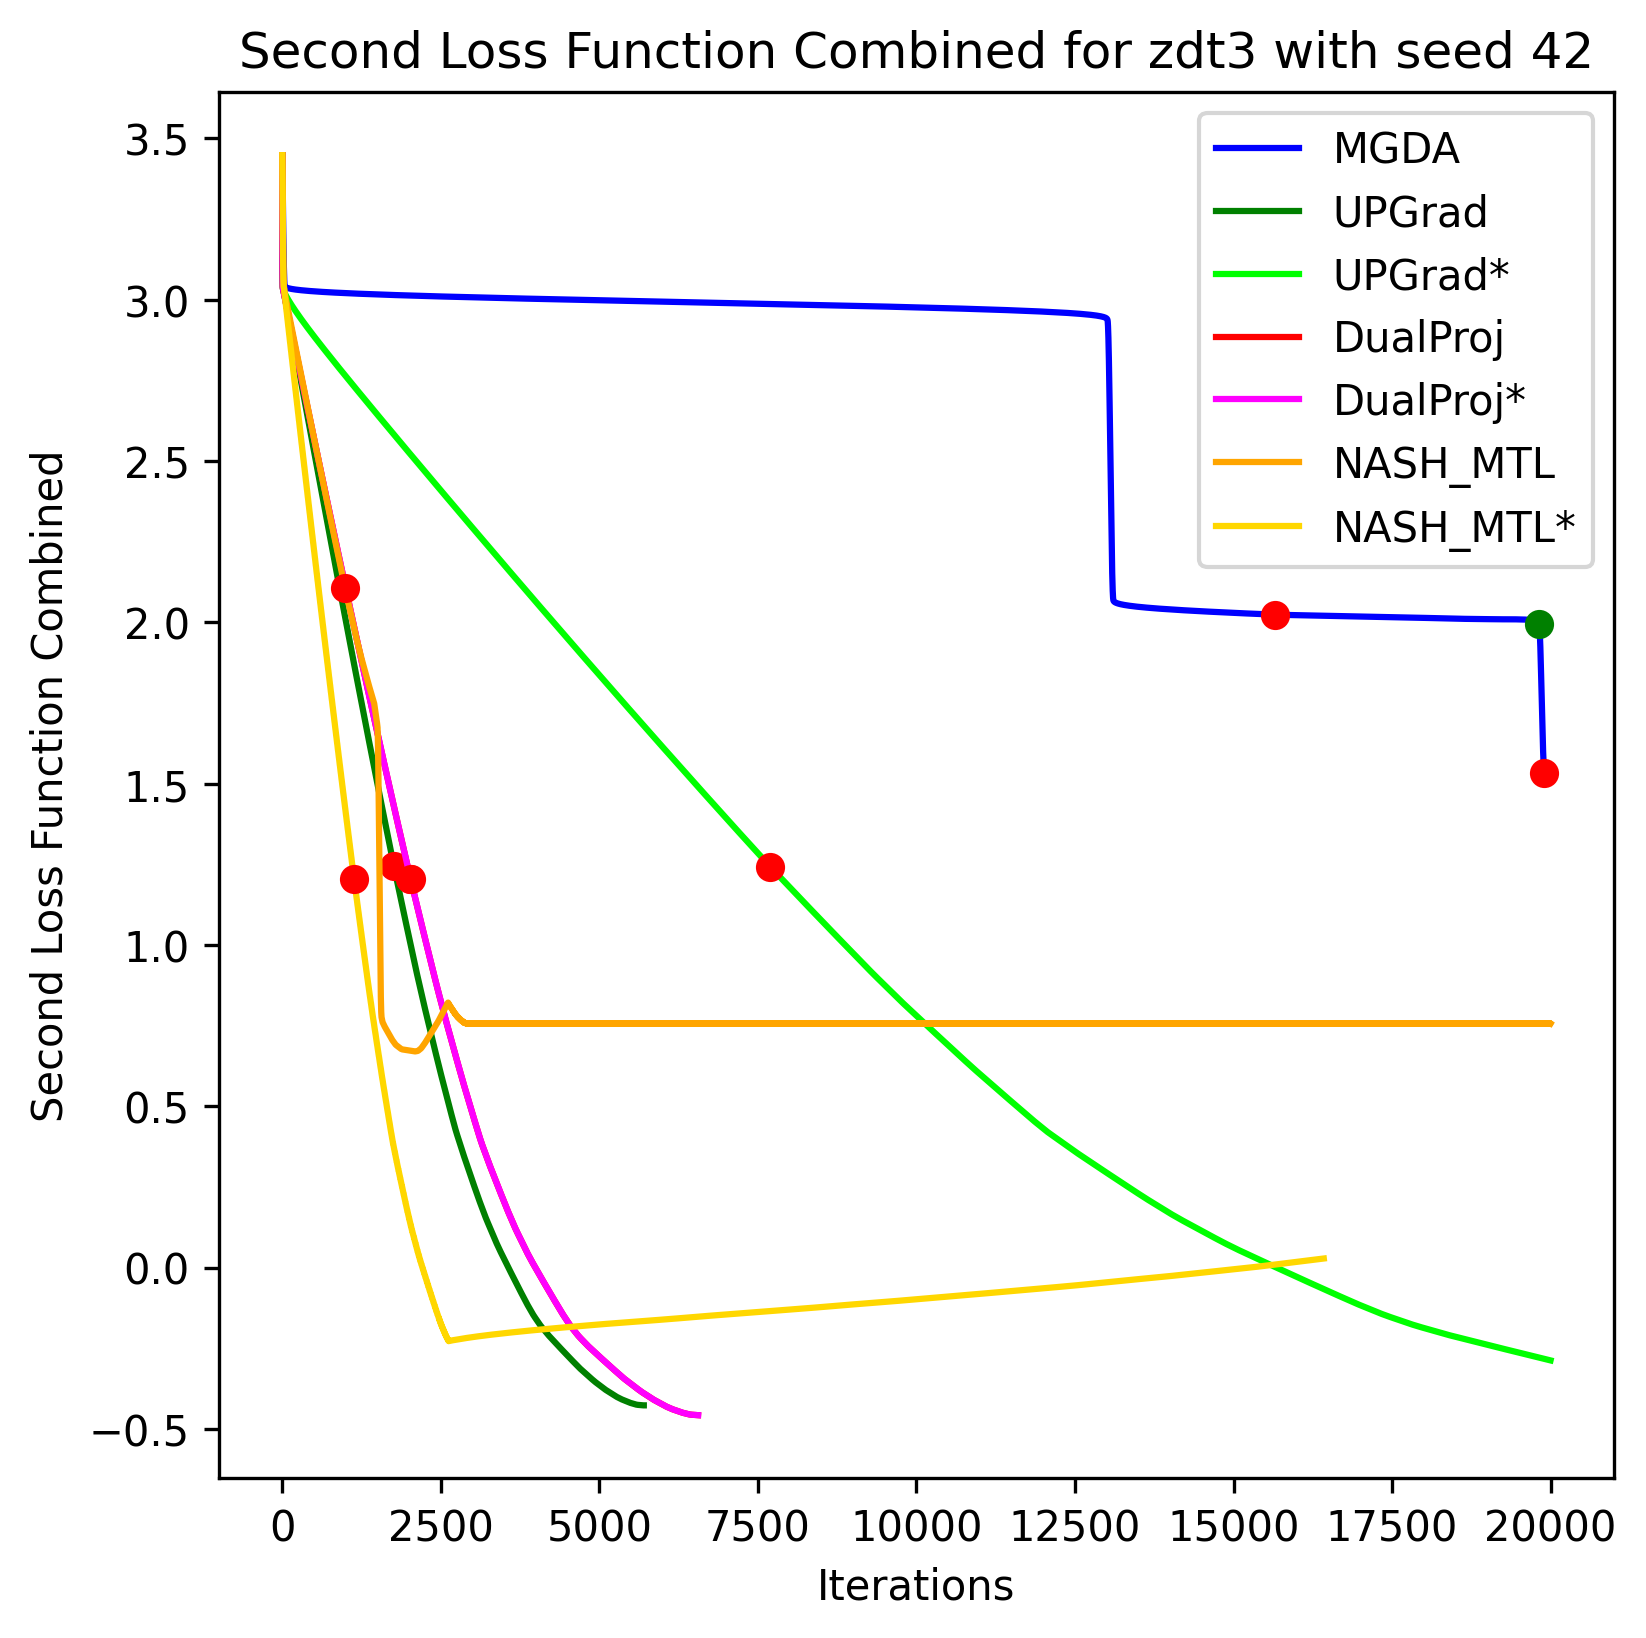 Second Loss Function Combined for zdt3 with seed 42
Second Loss Function Combined
3.5
3.0
2.5
2.0
1.5
1.0
0.5
0.0
−0.5
MGDA
UPGrad
UPGrad*
DualProj
DualProj*
NASH_MTL
NASH_MTL*
0 2500 5000 7500 10000 12500 15000 17500 20000
Iterations